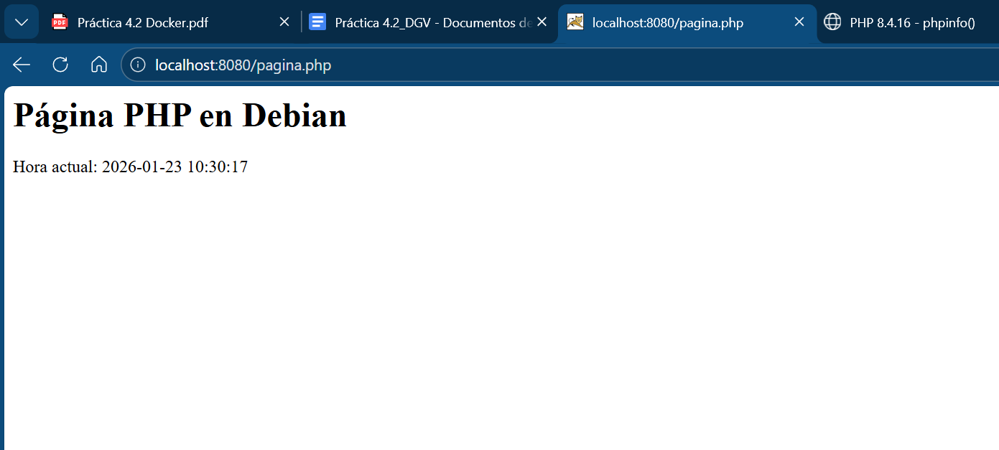 Práctica 4.2 Docker.pdf
Práctica 4.2_DGV - Documentos de
localhost:8080/pagina.php
PHP 8.4.16 - phpinfo()
localhost:8080/pagina.php
Página PHP en Debian
Hora actual: 2026-01-23 10:30:17